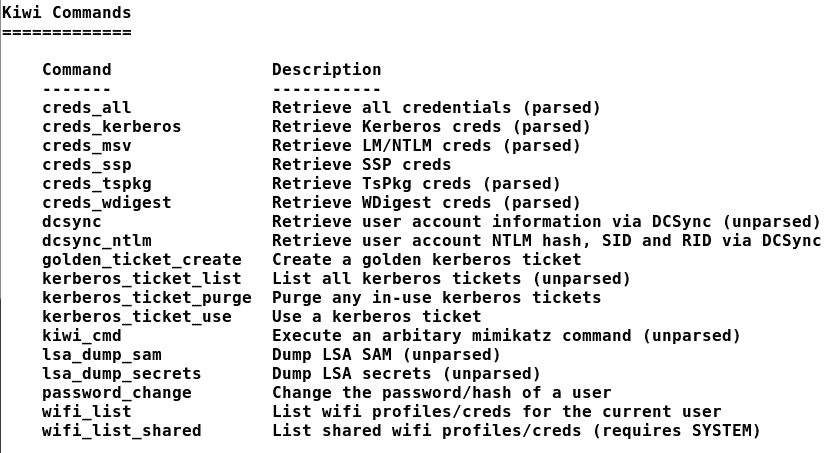 Kiwi Commands
=============
Command Description
------- -----------
creds_all Retrieve all credentials (parsed)
creds_kerberos Retrieve Kerberos creds (parsed)
creds_msv Retrieve LM/NTLM creds (parsed)
creds_ssp Retrieve SSP creds
creds_tspkg Retrieve TsPkg creds (parsed)
creds_wdigest Retrieve WDigest creds (parsed)
dcsync Retrieve user account information via DCSync (unparsed)
dcsync_ntlm Retrieve user account NTLM hash, SID and RID via DCSync
golden_ticket_create Create a golden kerberos ticket
kerberos_ticket_list List all kerberos tickets (unparsed)
kerberos_ticket_purge Purge any in-use kerberos tickets
kerberos_ticket_use Use a kerberos ticket
kiwi_cmd Execute an arbitary mimikatz command (unparsed)
lsa_dump_sam Dump LSA SAM (unparsed)
lsa_dump_secrets Dump LSA secrets (unparsed)
password_change Change the password/hash of a user
wifi_list List wifi profiles/creds for the current user
wifi_list_shared List shared wifi profiles/creds (requires SYSTEM)